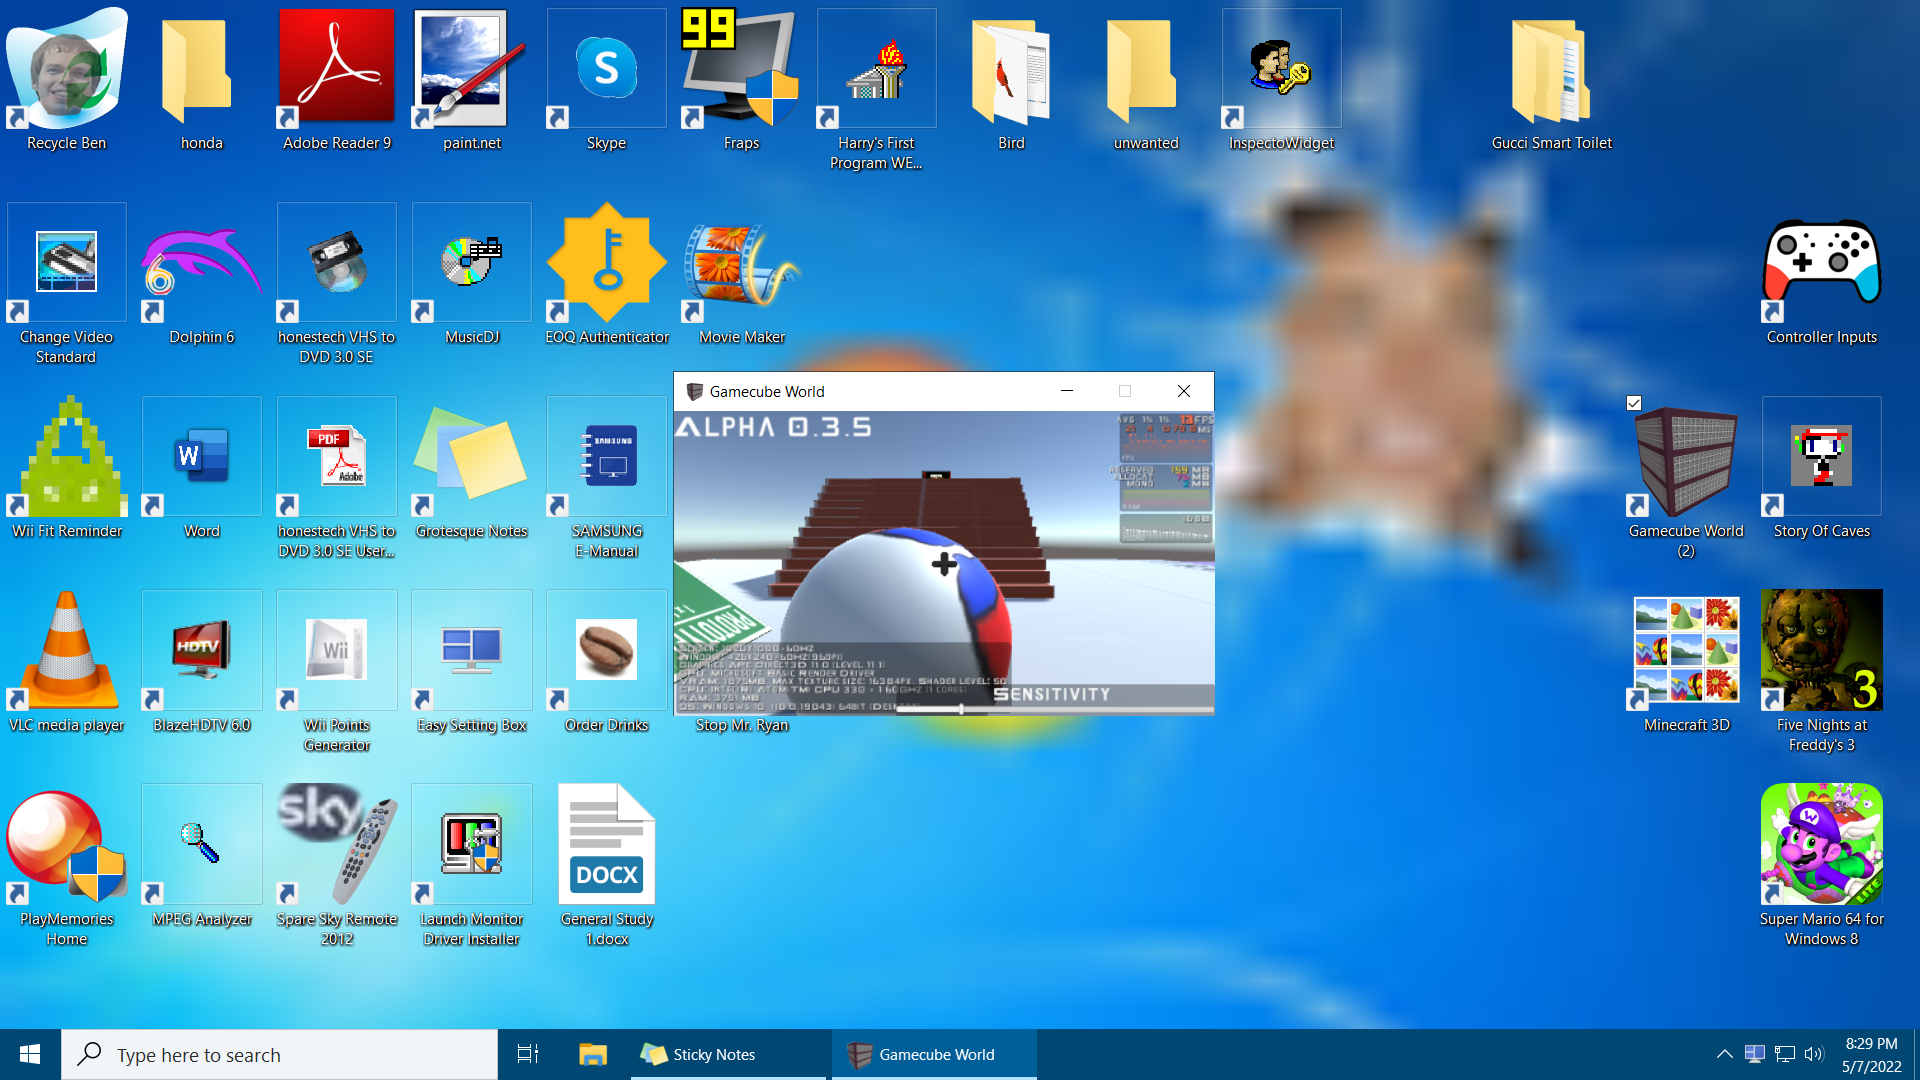 99
S
Recycle Ben
honda
Adobe Reader 9
paint.net
Skype
Fraps
Harry's First
Program WE...
Bird
unwanted
InspectoWidget
Gucci Smart Toilet
6
Change Video
Standard
Dolphin 6
honestech VHS to
DVD 3.0 SE
MusicDJ
EOQ Authenticator
Movie Maker
Controller Inputs
Gamecube World
ALPHA 0.3.5
PDF
Adobe
W
SAMSUNG
Wii Fit Reminder
Word
honestech VHS to
DVD 3.0 SE User...
Grotesque Notes
SAMSUNG
E-Manual
Gamecube World
(2)
Story Of Caves
HDTV
Wii
3
SENSITIVITY
VLC media player
BlazeHDTV 6.0
Wii Points
Generator
Easy Setting Box
Order Drinks
Stop Mr. Ryan
Minecraft 3D
Five Nights at
Freddy's 3
sky
DOCX
W
LITE
PlayMemories
Home
MPEG Analyzer
Spare Sky Remote
2012
Launch Monitor
Driver Installer
General Study
1.docx
Super Mario 64 for
Windows 8
Type here to search
Sticky Notes
Gamecube World
8:29 PM
5/7/2022